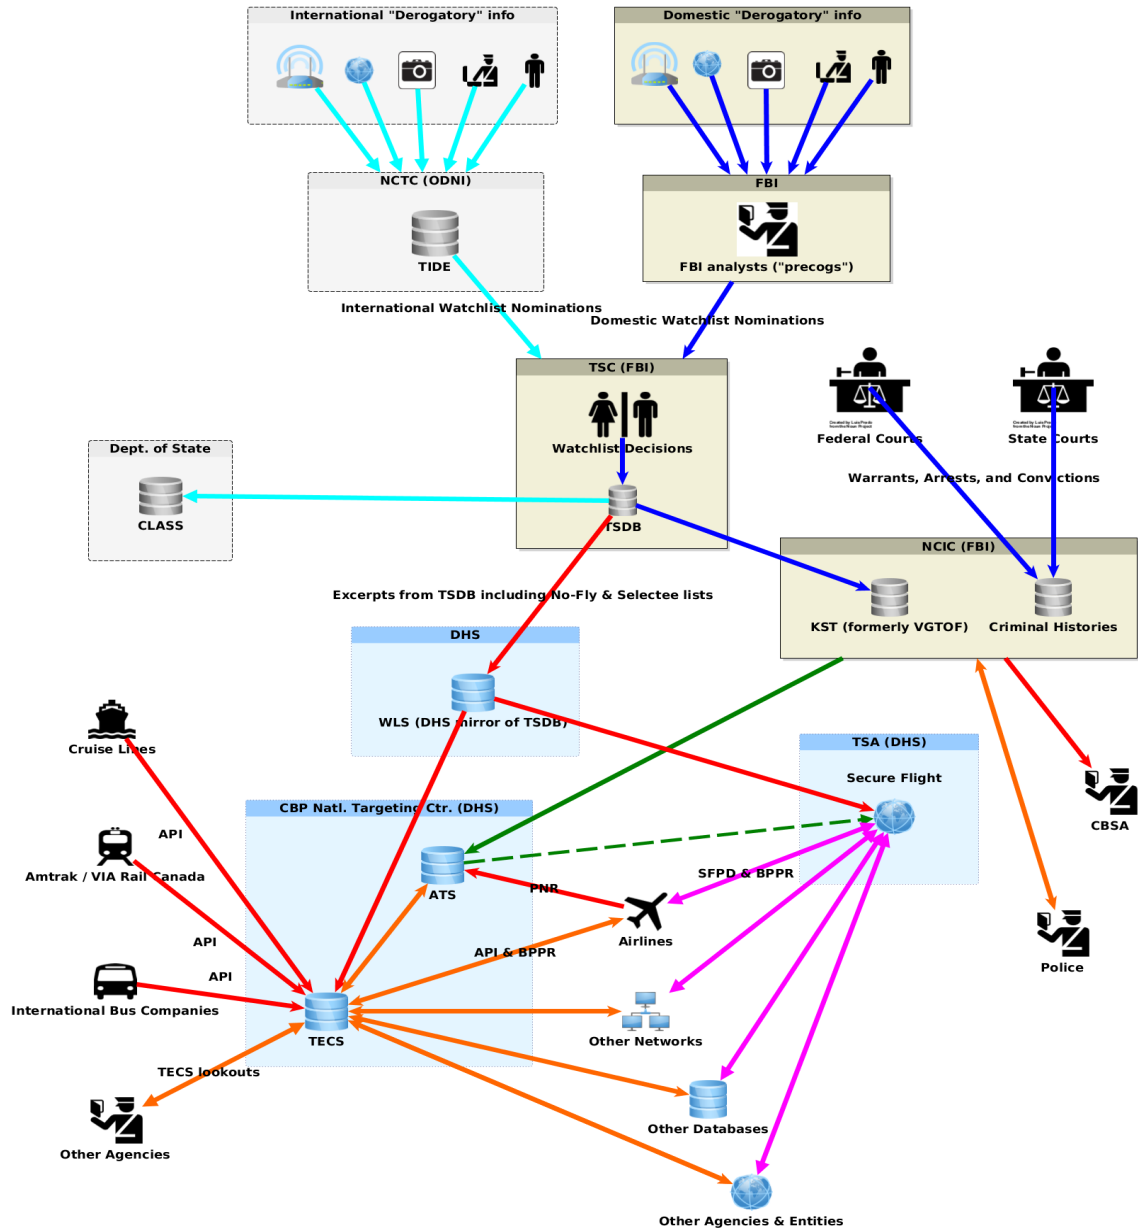 International "Derogatory" info
Domestic "Derogatory" info
NCTC (ODNI)
FBI
TIDE
FBI analysts ("precogs")
International Watchlist Nominations
Domestic Watchlist Nominations
TSC (FBI)
Watchlist Decisions
TSDB
Federal Courts
State Courts
Warrants, Arrests, and Convictions
Dept. of State
CLASS
NCIC (FBI)
KST (formerly VGTOF)
Criminal Histories
Excerpts from TSDB including No-Fly & Selectee lists
DHS
WLS (DHS mirror of TSDB)
Cruise Lines
TSA (DHS)
Secure Flight
CBP Natl. Targeting Ctr. (DHS)
CBSA
API
Amtrak / VIA Rail Canada
ATS
PNR
SFPD & BPPR
Airlines
API
API & BPPR
Police
API
International Bus Companies
TECS
Other Networks
TECS lookouts
Other Databases
Other Agencies
Other Agencies & Entities